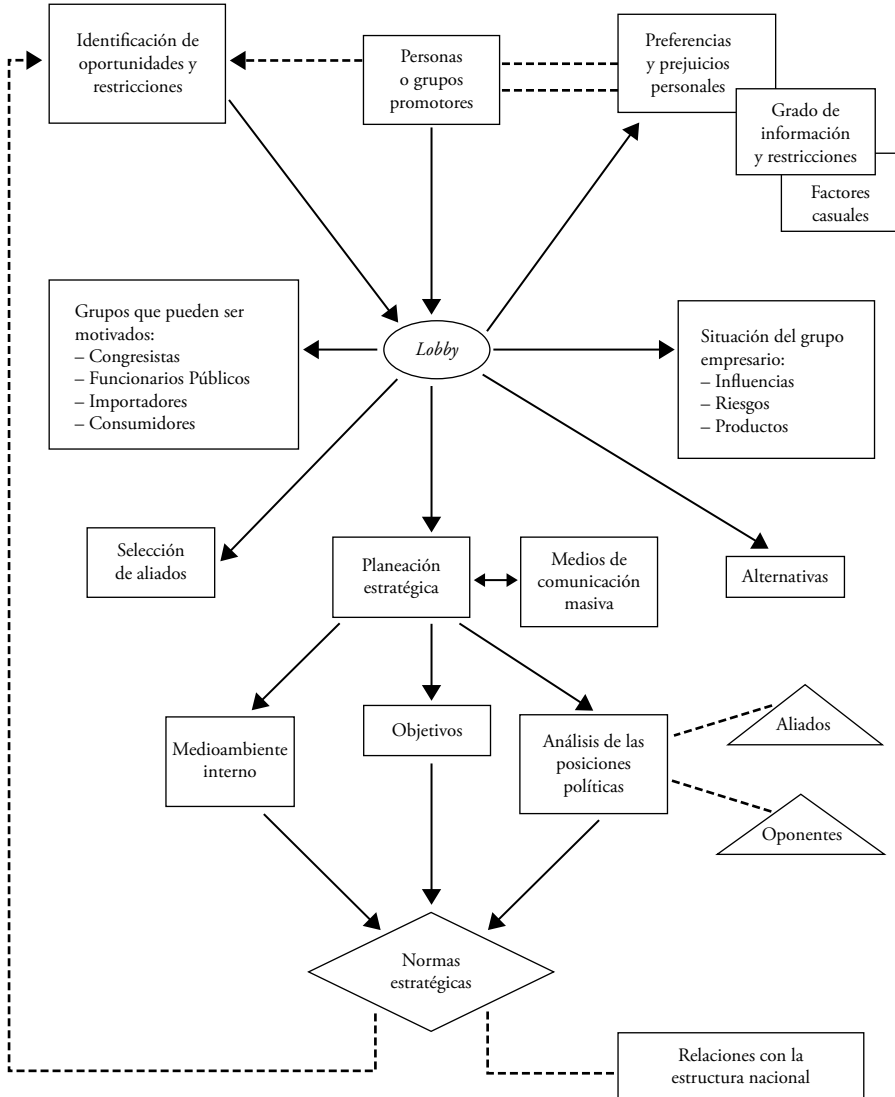 Identificación de
oportunidades y
restricciones
Personas
o grupos
promotores
Preferencias
y prejuicios
personales
Grado de
información
y restricciones
Factores
casuales
Grupos que pueden ser
motivados:
– Congresistas
– Funcionarios Públicos
– Importadores
– Consumidores
Lobby
Situación del grupo
empresario:
– Influencias
– Riesgos
– Productos
Selección
de aliados
Planeación
estratégica
Medios de
comunicación
masiva
Alternativas
Medioambiente
interno
Objetivos
Análisis de las
posiciones
políticas
Aliados
Oponentes
Normas
estratégicas
Relaciones con la
estructura nacional